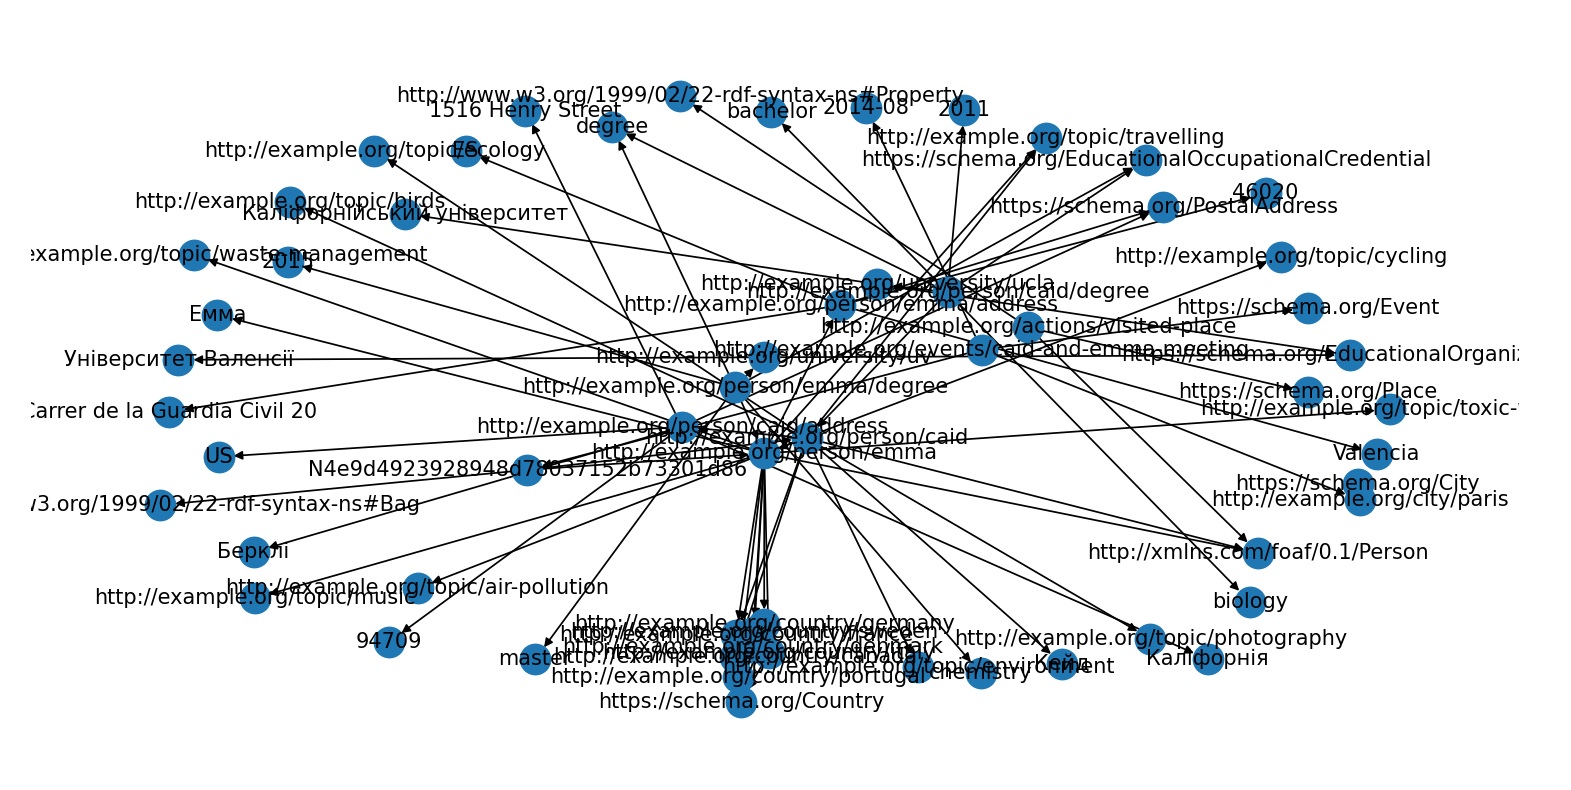 http://www.w3.org/1999/02/22-rdf-syntax-ns#Property
1516 Henry Street
bachelor
2014-08
2011
degree
http://example.org/topic/travelling
http://example.org/topic/ecology
ES
https://schema.org/EducationalOccupationalCredential
46020
http://example.org/topic/birds
Каліфорнійський університет
https://schema.org/PostalAddress
example.org/topic/waste-management
2015
http://example.org/topic/cycling
http://example.org/university/ucla
http://example.org/person/caid/degree
http://example.org/person/emma/address
https://schema.org/Event
Емма
http://example.org/actions/visited-place
Університет Валенсії
http://example.org/university/uv
http://example.org/events/caid-and-emma-meeting
https://schema.org/EducationalOrganiz
http://example.org/person/emma/degree
https://schema.org/Place
Carrer de la Guardia Civil 20
http://example.org/topic/toxic-
http://example.org/person/caid/address
http://example.org/person/caid
http://example.org/person/emma
Valencia
US
N4e9d4923928948d78037152b73301d86
https://schema.org/City
http://example.org/city/paris
w3.org/1999/02/22-rdf-syntax-ns#Bag
Берклі
http://xmlns.com/foaf/0.1/Person
http://example.org/topic/air-pollution
http://example.org/topic/music
biology
http://example.org/country/germany
94709
http://example.org/topic/photography
http://example.org/country/denmark
master
Каліфорнія
http://example.org/topic/environment
chemistry
http://example.org/country/portugal
https://schema.org/Country